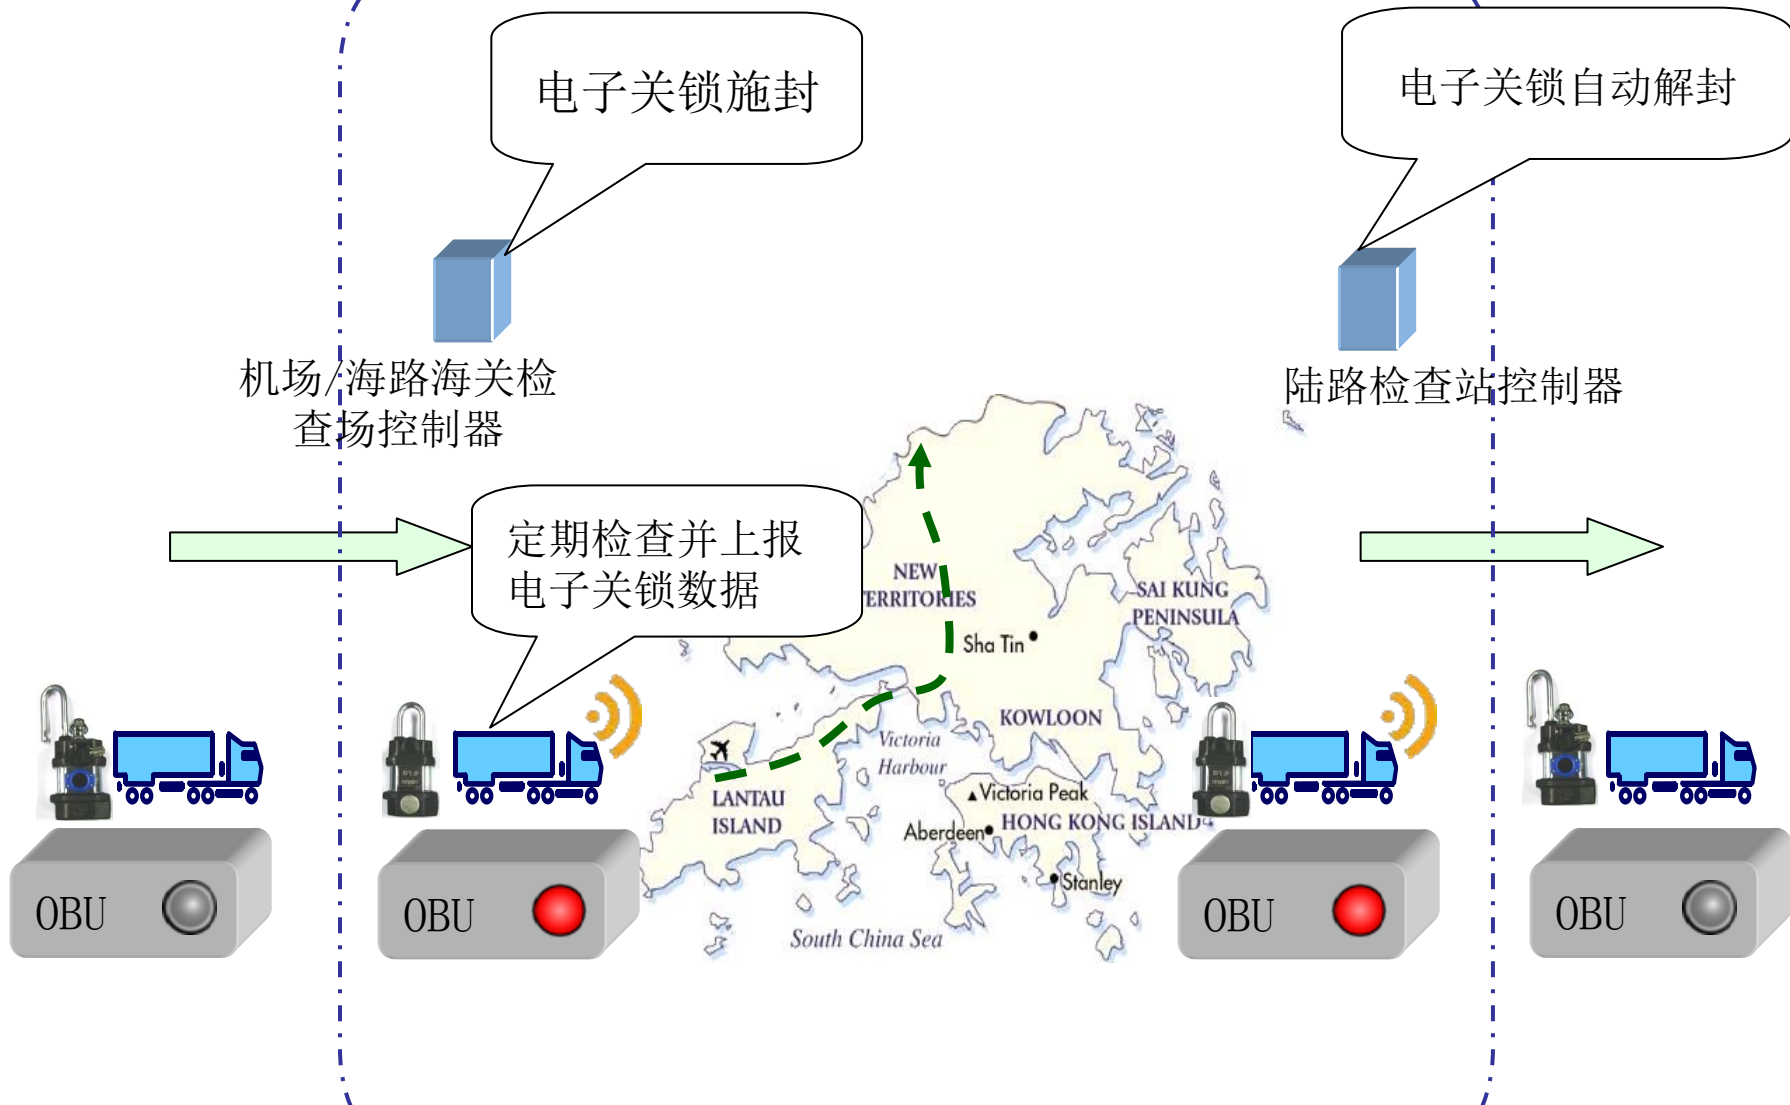 电子关锁施封
电子关锁自动解封
机场/海路海关检
查场控制器
陆路检查站控制器
定期检查并上报
电子关锁数据
NEW
ERRITORIES
SAI KUNG
PENINSULA
Sha Tin
KOWLOON
Victoria
Harbour
LANTAU
ISLAND
Victoria Peak
HONG KONG ISLAND
Aberdeen
Stanley
South China Sea
OBU
OBU
OBU
OBU